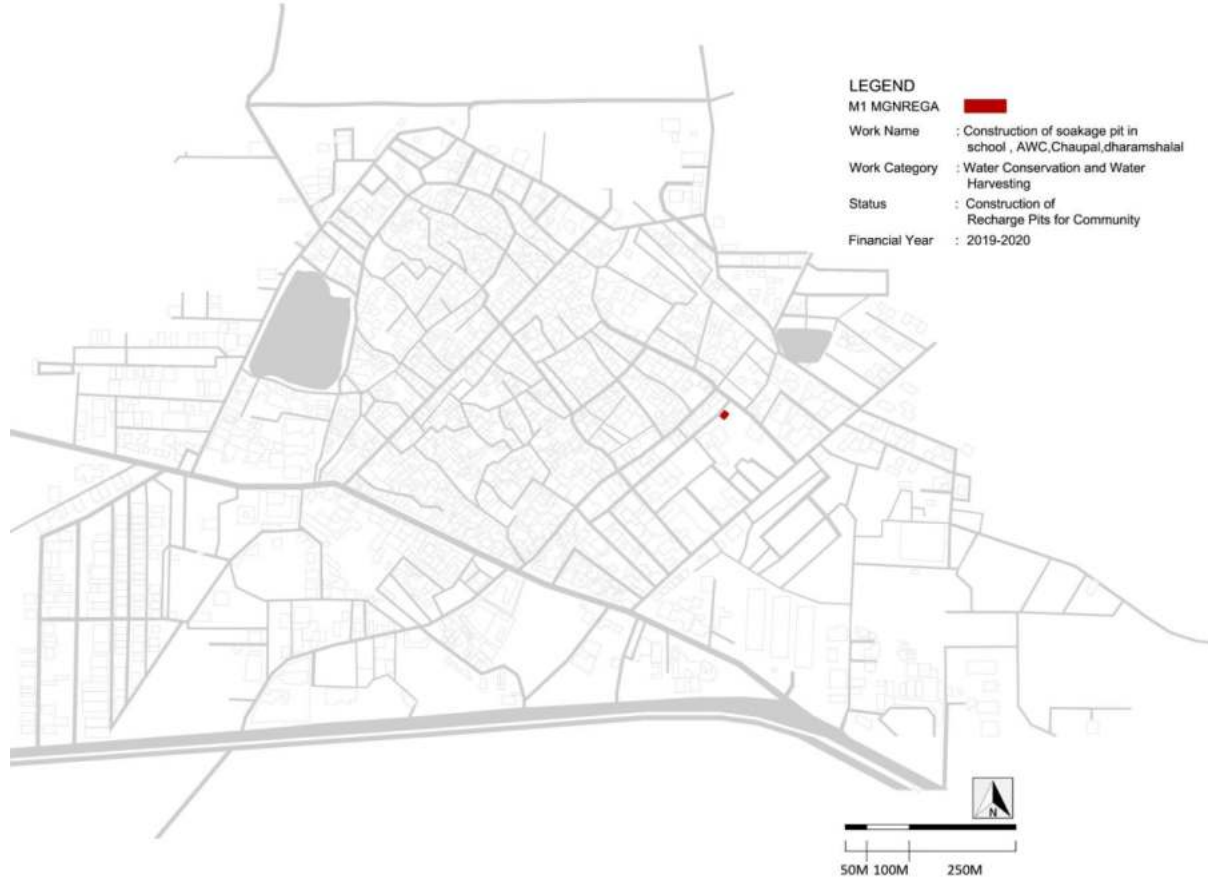 LEGEND
M1 MGNREGA
Work Name : Construction of soakage pit in
school , AWC,Chaupal,dharamshalal
Work Category : Water Conservation and Water
Harvesting
Status : Construction of
Recharge Pits for Community
Financial Year : 2019-2020
N
50M 100M 250M